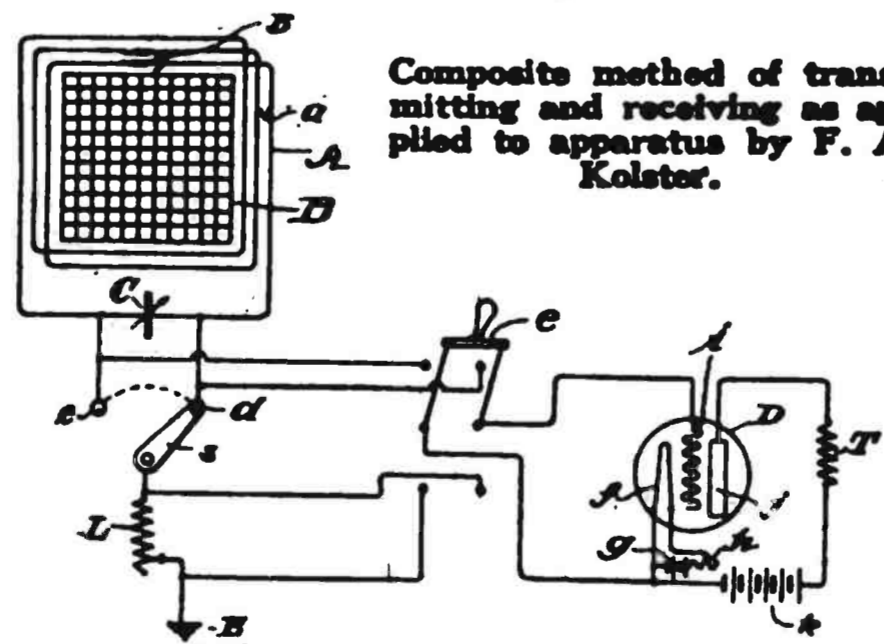 B
Composite method of trans
mitting and receiving as ap
plied to apparatus by F. A
Kolster.
a
A
D
C
e
e
d
s
A
D
T
L
g
E